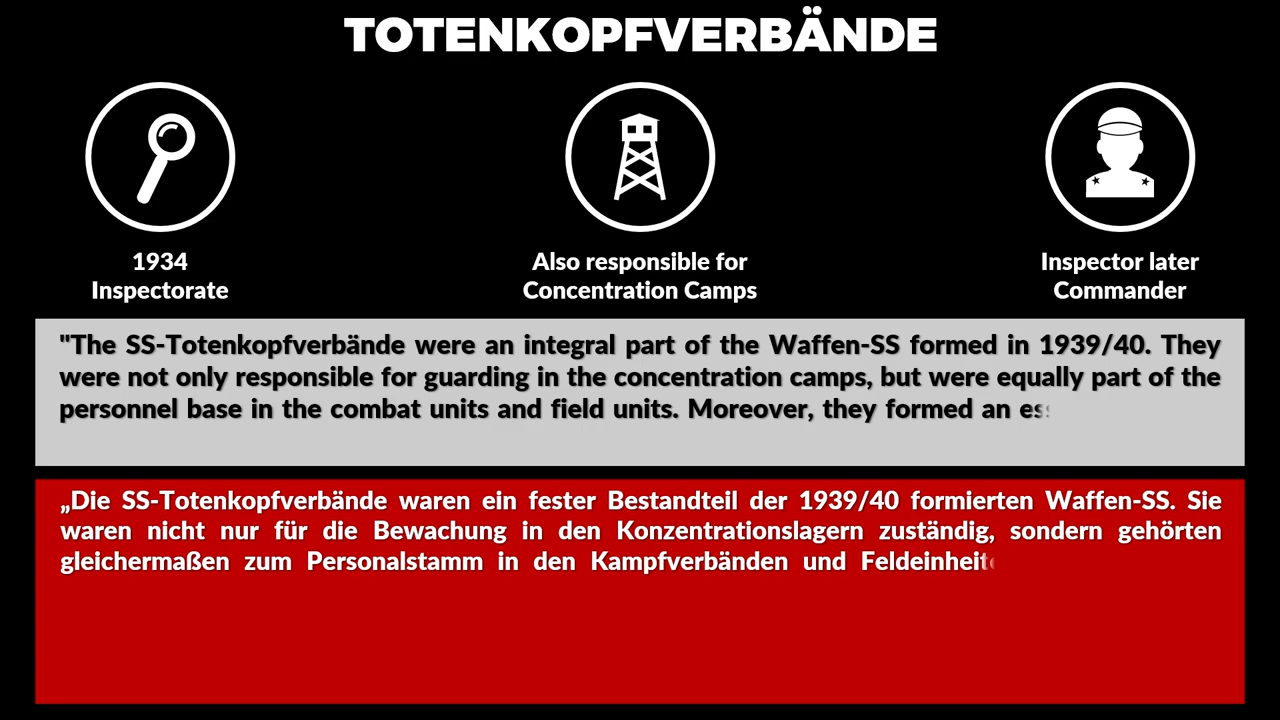 TOTENKOPFVERBÄNDE
1934
Inspectorate
Also responsible for
Concentration Camps
Inspector later
Commander
"The SS-Totenkopfverbände were an integral part of the Waffen-SS formed in 1939/40. They
were not only responsible for guarding in the concentration camps, but were equally part of the
personnel base in the combat units and field units. Moreover, they formed an
„Die SS-Totenkopfverbände waren ein fester Bestandteil der 1939/40 formierten Waffen-SS. Sie
waren nicht nur für die Bewachung in den Konzentrationslagern zuständig, sondern gehörten
gleichermaßen zum Personalstamm in den Kampfverbänden und